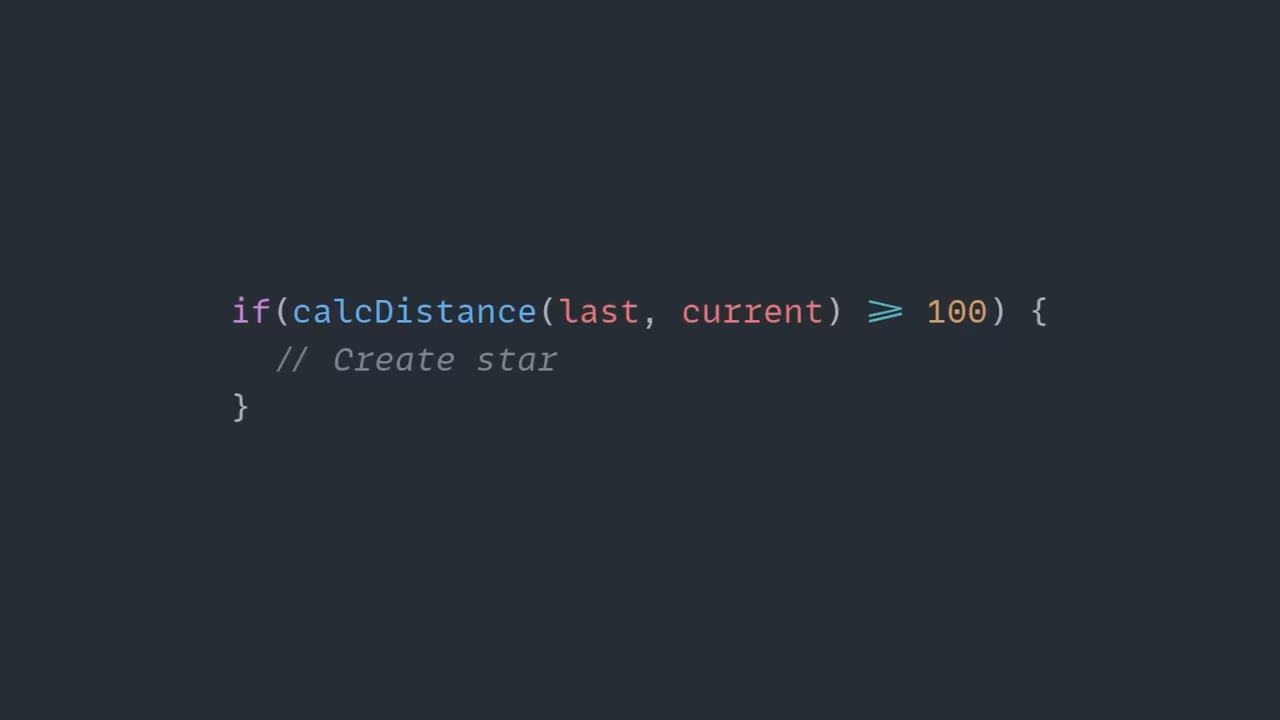 if(calcDistance(last, current) >= 100) {
  // Create star
}